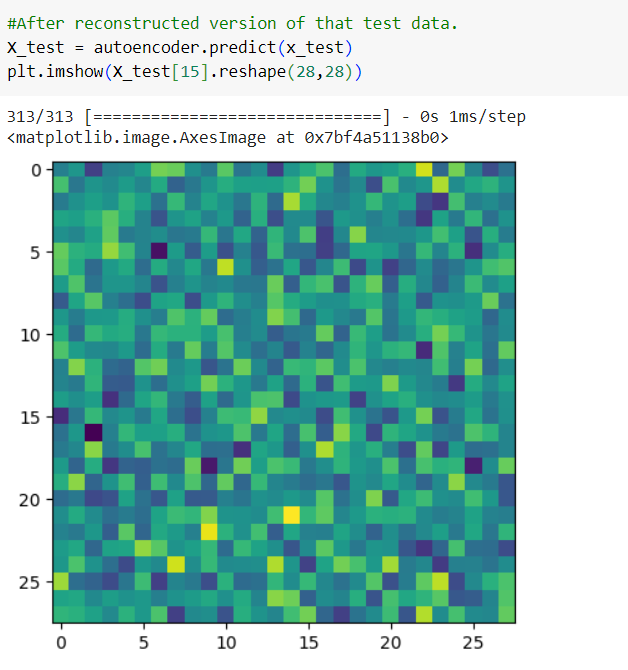 #After reconstructed version of that test data.
X_test = autoencoder.predict(x_test)
plt.imshow(X_test[15].reshape(28,28))
313/313 [==============================] - 0s 1ms/step
<matplotlib.image.AxesImage at 0x7bf4a51138b0>
0
5
10
15
20
25
0 5 10 15 20 25